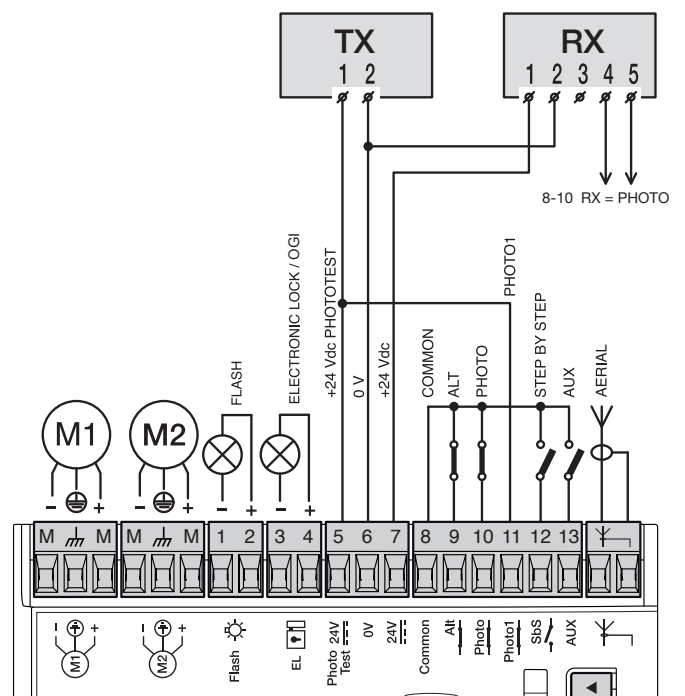 TX
1 2
RX
1 2 3 4 5
8-10 RX = PHOTO
FLASH
ELECTRONIC LOCK / OGI
+24 Vdc PHOTOTEST
0 V
+24 Vdc
COMMON
ALT
PHOTO
PHOTO1
STEP BY STEP
AUX
AERIAL
M1
M2
- +
- +
- +
- +
M M M M 1 2 3 4 5 6 7 8 9 10 11 12 13
- +
M1
- +
M2
Flash
EL
Photo 24V
Test
0V
24V
Common
Alt
Photo
Photo1
SbS
AUX